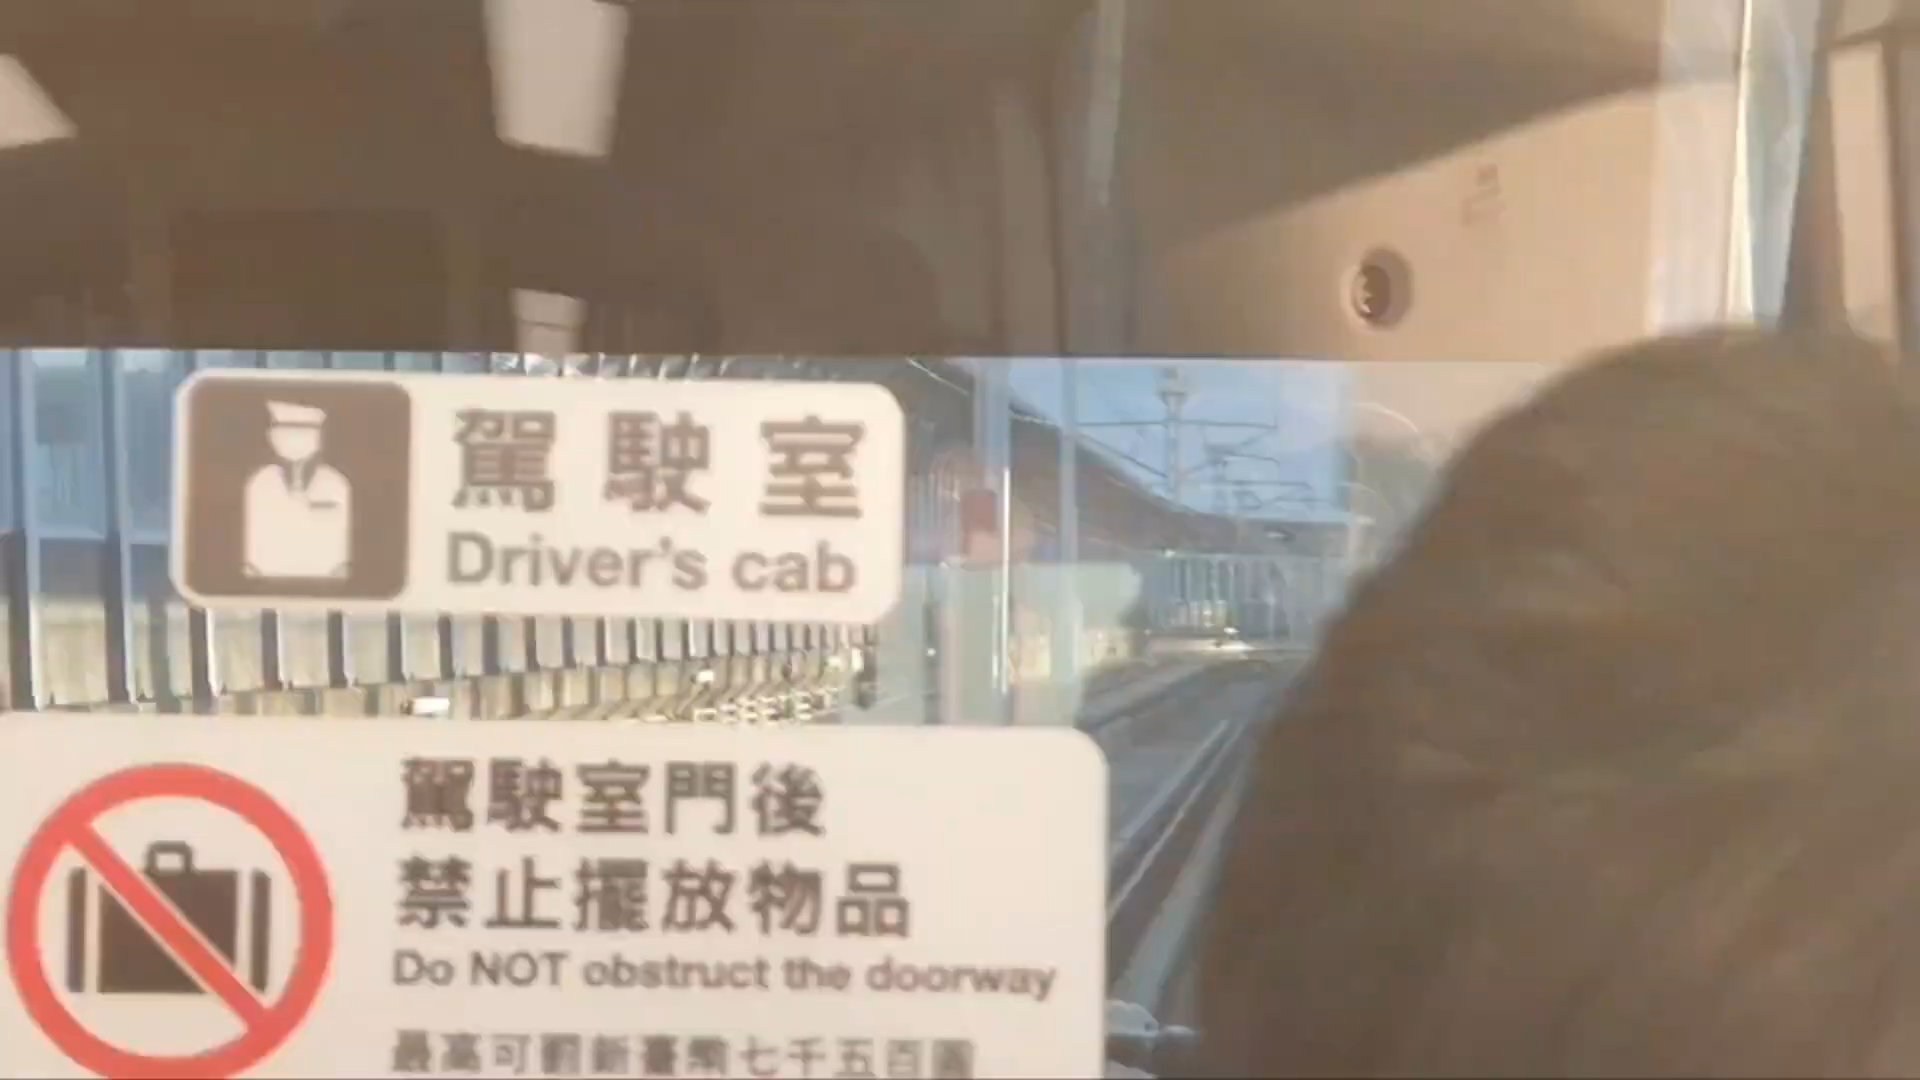 駕駛室
Driver's cab
駕駛室門後
禁止擺放物品
Do NOT obstruct the doorway
最高可罰新臺幣七千五百圓